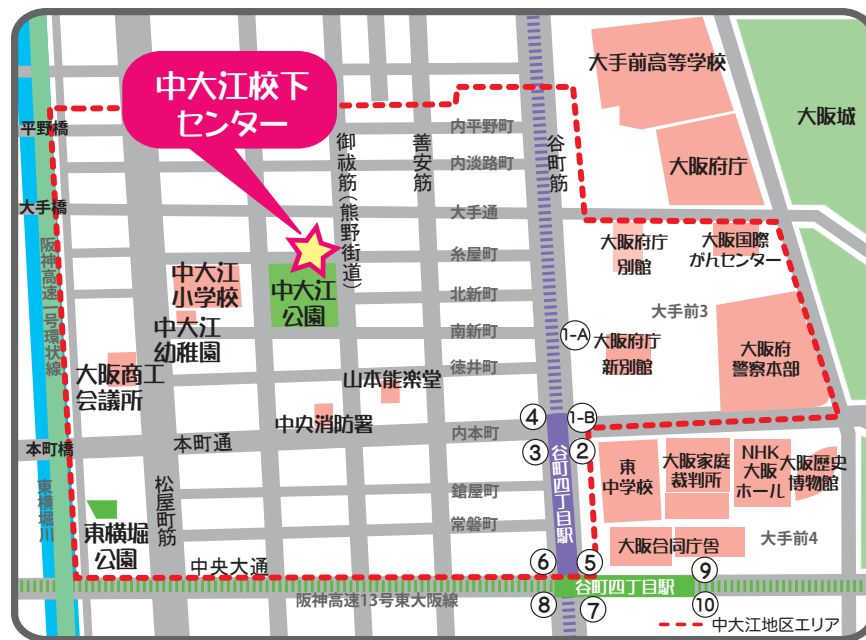 中大江校下
センター
大手前高等学校
大阪城
大阪府庁
平野橋
内平野町
内淡路町
御祓筋(熊野街道)
善安筋
谷町筋
大手橋
大手通
大阪府庁
別館
大阪国際
がんセンター
糸屋町
阪神高速一号環状線
中大江
小学校
中大江
公園
北新町
大手前3
中大江
幼稚園
南新町
1-A
大阪府庁
新別館
大阪府
警察本部
大阪商工
会議所
山本能楽堂
徳井町
中央消防署
④
1-B
本町橋
本町通
内本町
③
②
谷町四丁目駅
東
中学校
大阪家庭
裁判所
NHK
大阪
ホール
大阪歴史
博物館
東横堀川
松屋町筋
鎗屋町
常磐町
東横堀
公園
大阪合同庁舎
大手前4
中央大通
⑥
⑤
⑨
谷町四丁目駅
阪神高速13号東大阪線
⑧
⑦
⑩
中大江地区エリア